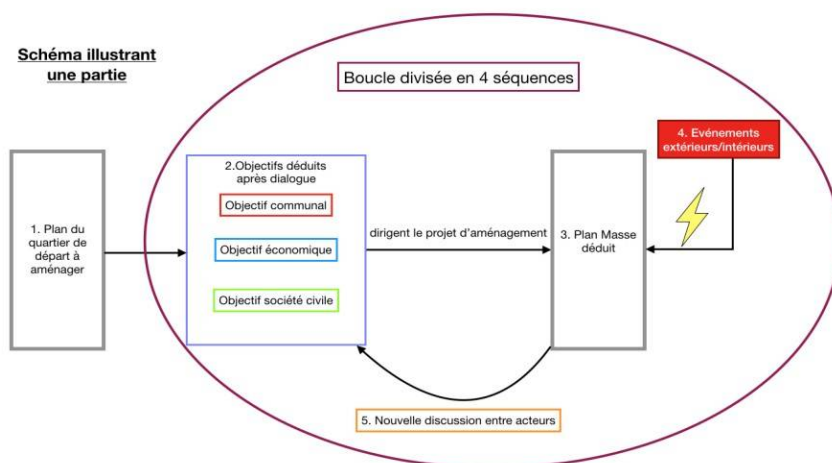 Schéma illustrant
une partie
Boucle divisée en 4 séquences
4. Evénements
extérieurs/intérieurs
2.Objectifs déduits
après dialogue
Objectif communal
1. Plan du
quartier de
départ à
aménager
Objectif économique
dirigent le projet d’aménagement
3. Plan Masse
déduit
Objectif société civile
5. Nouvelle discussion entre acteurs